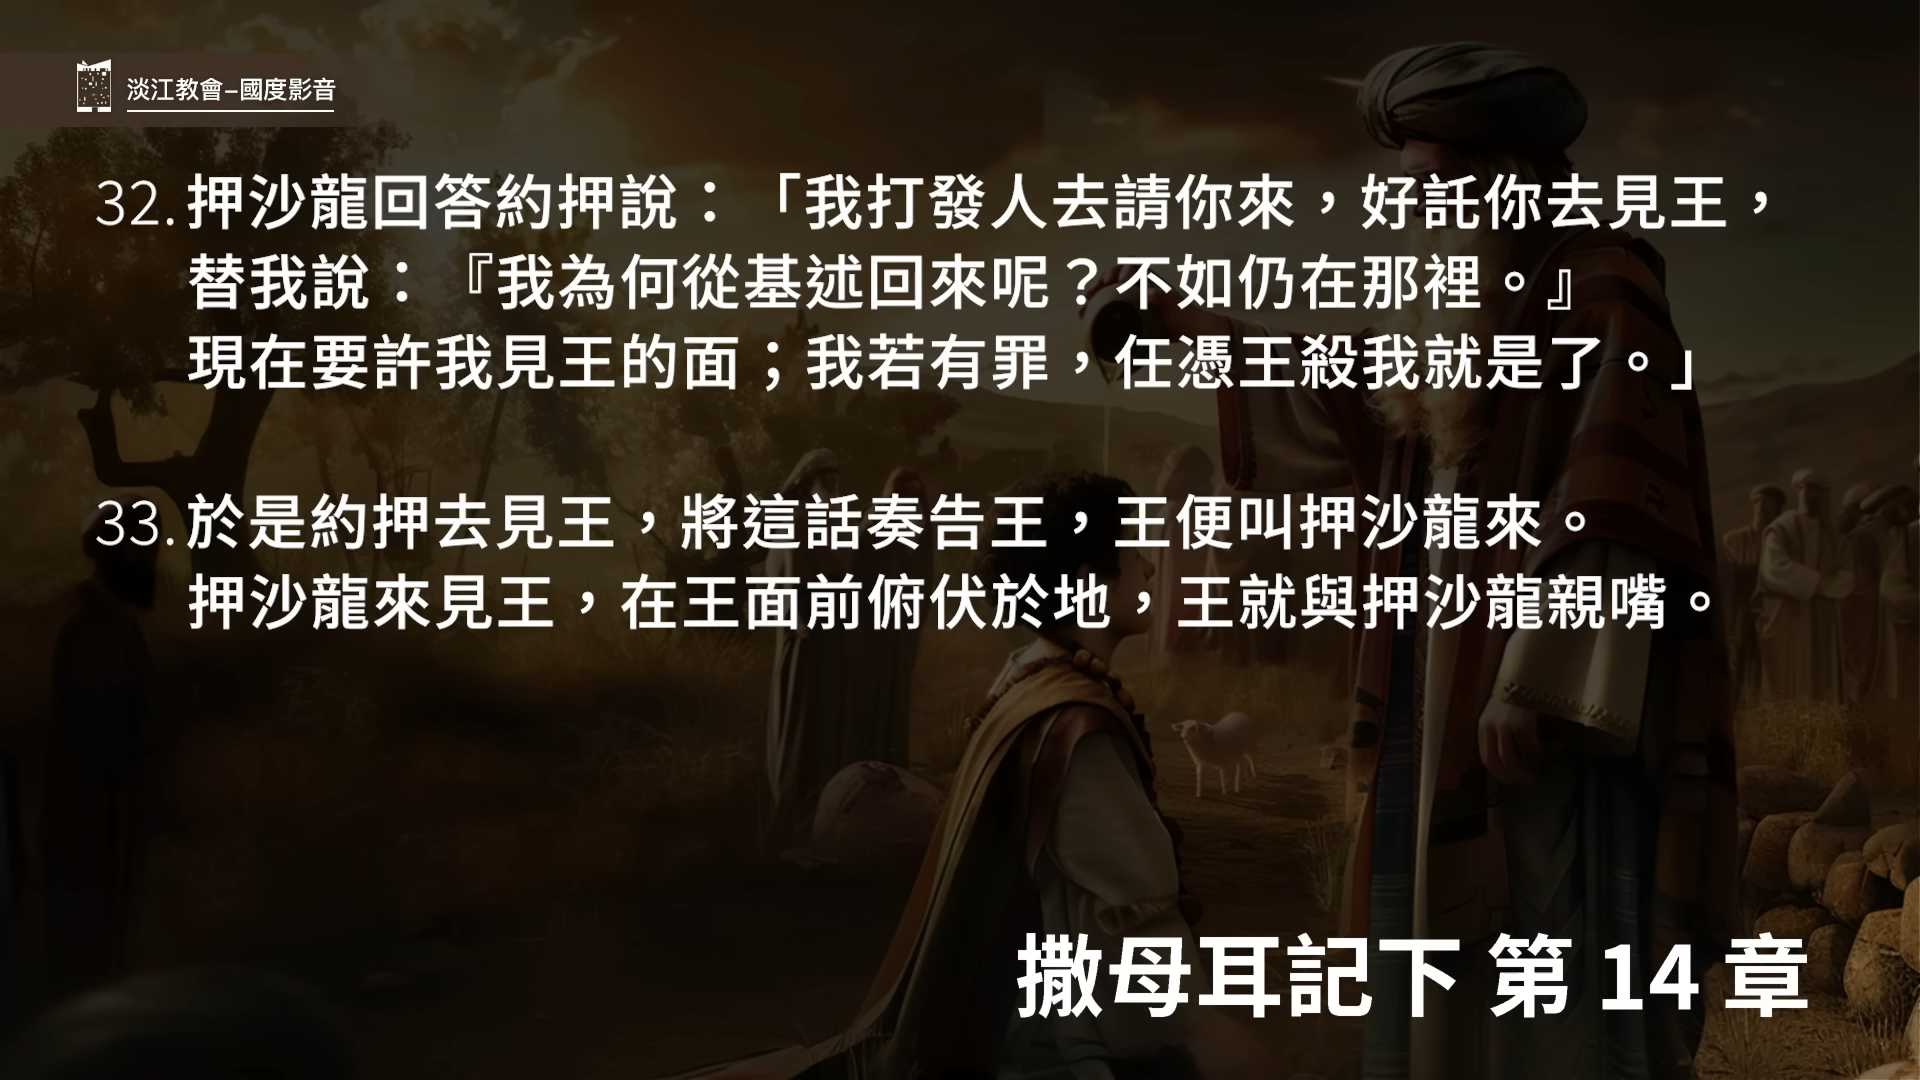 淡江教會–國度影音
32.押沙龍回答約押說：「我打發人去請你來，好託你去見王，
替我說：『我為何從基述回來呢？不如仍在那裡。』
現在要許我見王的面；我若有罪，任憑王殺我就是了。」
33.於是約押去見王，將這話奏告王，王便叫押沙龍來。
押沙龍來見王，在王面前俯伏於地，王就與押沙龍親嘴。
撒母耳記下 第 14 章